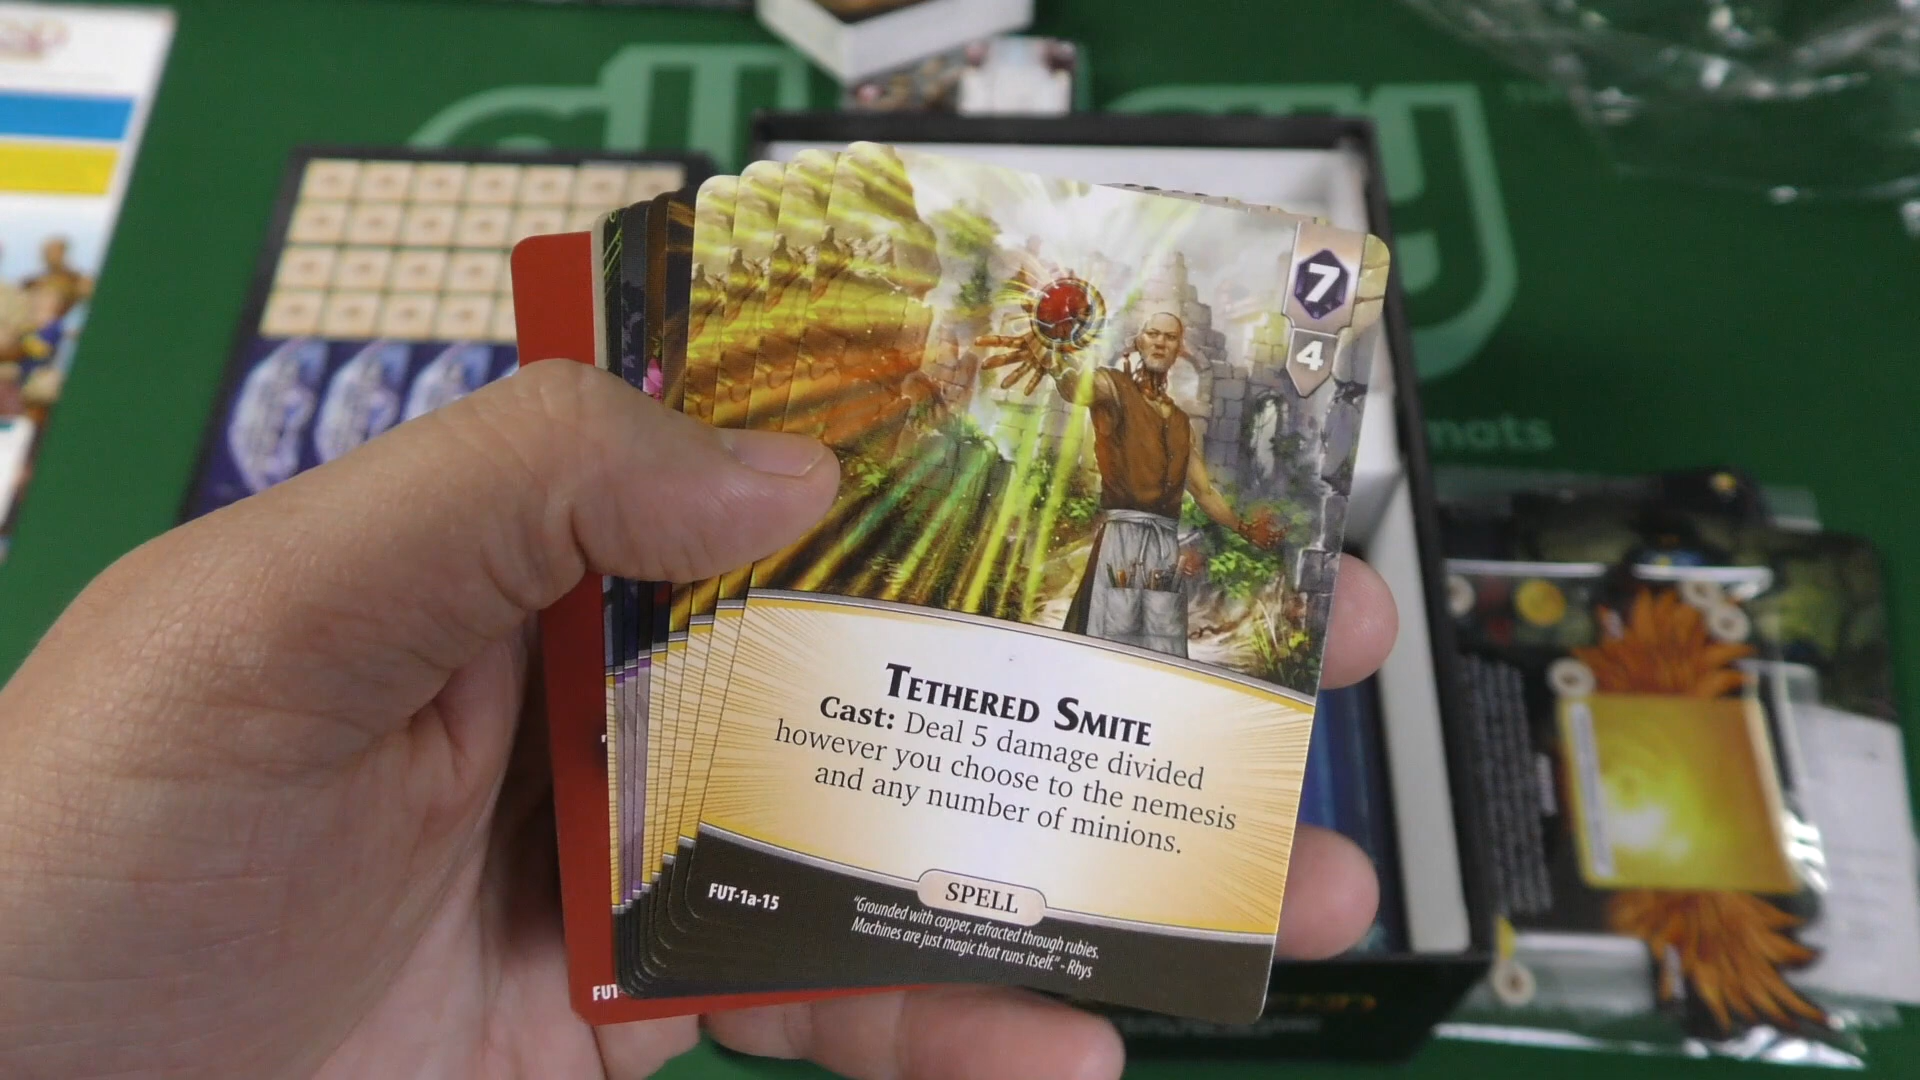 7
4
TETHERED SMITE
Cast: Deal 5 damage divided
however you choose to the nemesis
and any number of minions.
SPELL
FUT-1a-15
"Grounded with copper, refracted through rubies.
Machines are just magic that runs itself." - Rhys
FUT-
mats